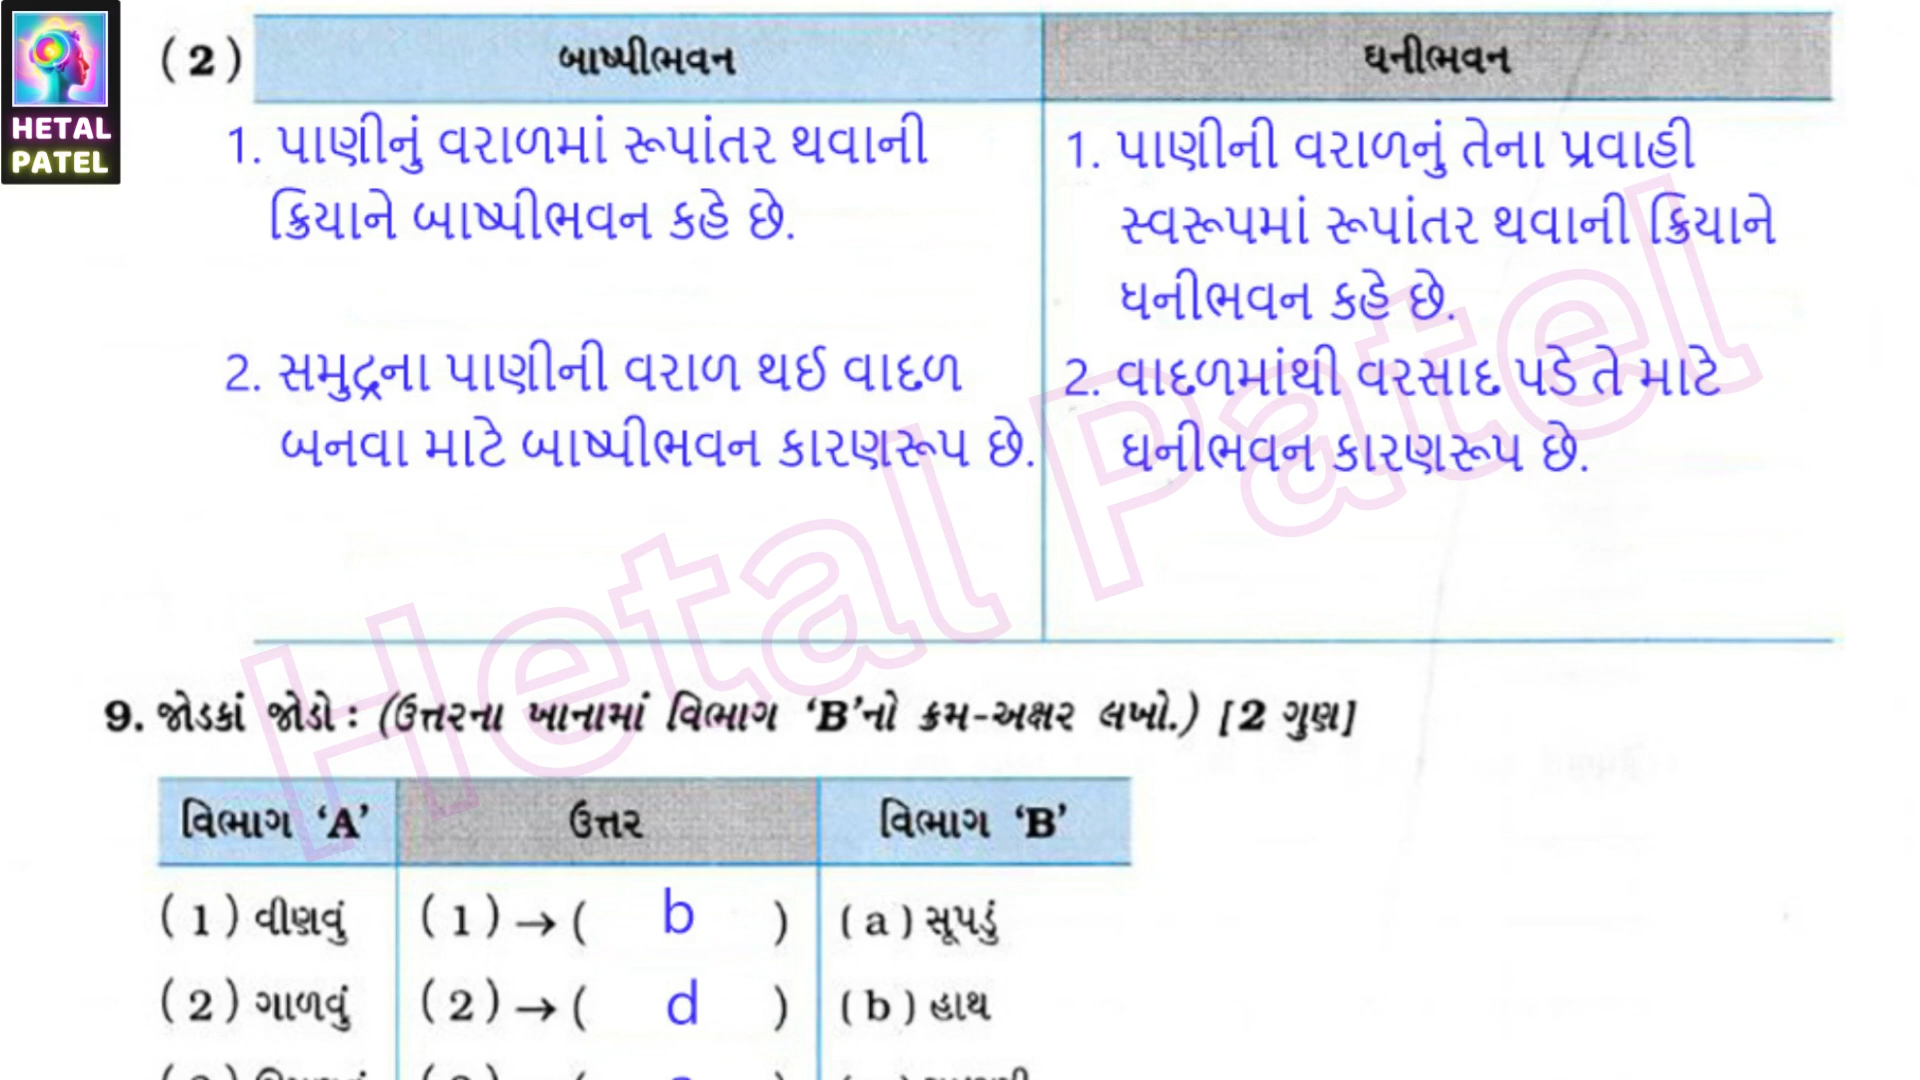 HETAL
PATEL
(2) બાષ્પીભવન ઘનીભવન
1. પાણીનું વરાળમાં રૂપાંતર થવાની
ક્રિયાને બાષ્પીભવન કહે છે.
2. સમુદ્રના પાણીની વરાળ થઈ વાદળ
બનવા માટે બાષ્પીભવન કારણરૂપ છે.
1. પાણીની વરાળનું તેના પ્રવાહી
સ્વરૂપમાં રૂપાંતર થવાની ક્રિયાને
ઘનીભવન કહે છે.
2. વાદળમાંથી વરસાદ પડે તે માટે
ઘનીભવન કારણરૂપ છે.
Hetal Patel
9. જોડકાં જોડો : (ઉત્તરના ખાનામાં વિભાગ ‘B’નો ક્રમ-અક્ષર લખો.) [2 ગુણ]
વિભાગ ‘A’ ઉત્તર વિભાગ ‘B’
(1) વીણવું (1) → ( b ) (a) સૂપડું
(2) ગાળવું (2) → ( d ) (b) હાથ